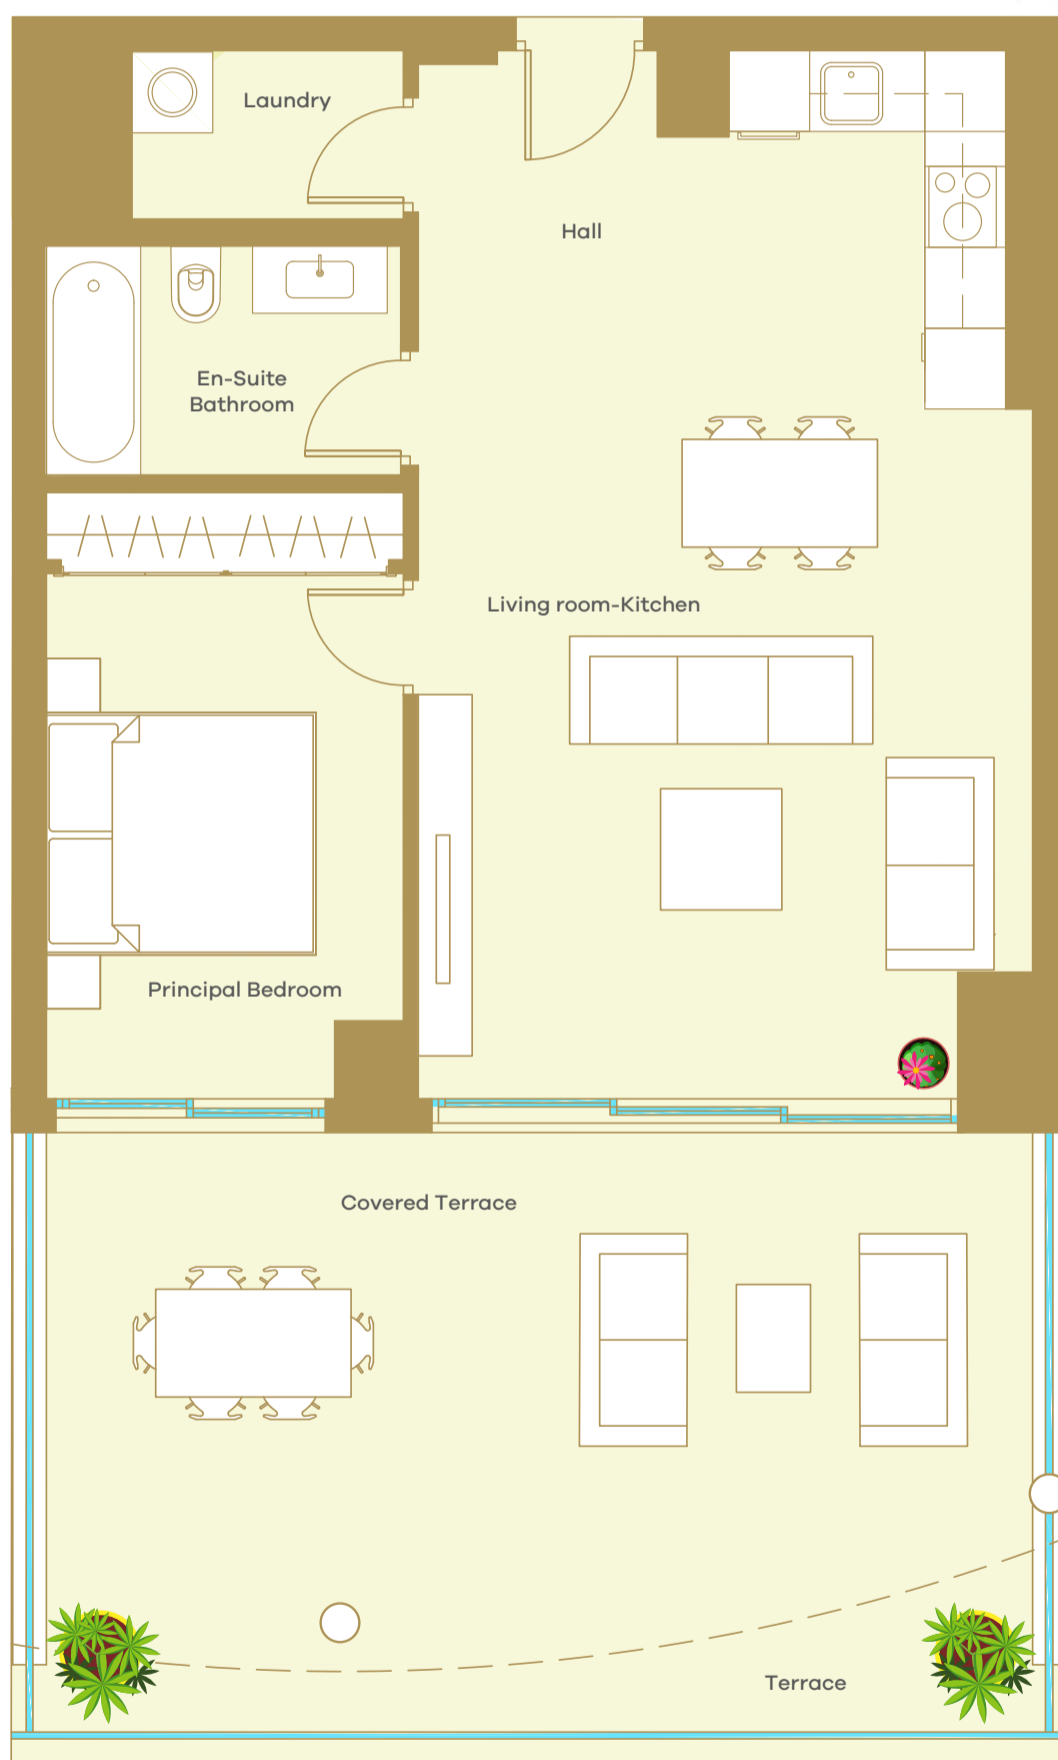 Laundry
Hall
En-Suite
Bathroom
Living room-Kitchen
Principal Bedroom
Covered Terrace
Terrace